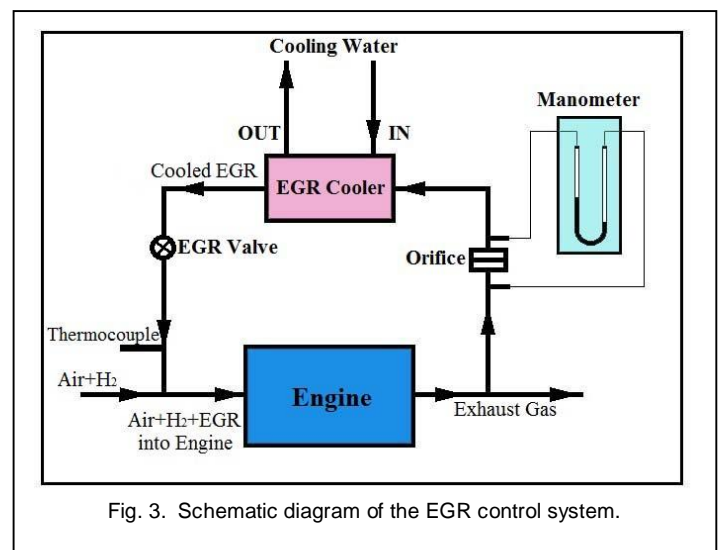 Cooling Water
Manometer
OUT
IN
Cooled EGR
EGR Cooler
EGR Valve
Orifice
Thermocouple
Air+H2
Engine
Exhaust Gas
Air+H2+EGR
into Engine
Fig. 3. Schematic diagram of the EGR control system.